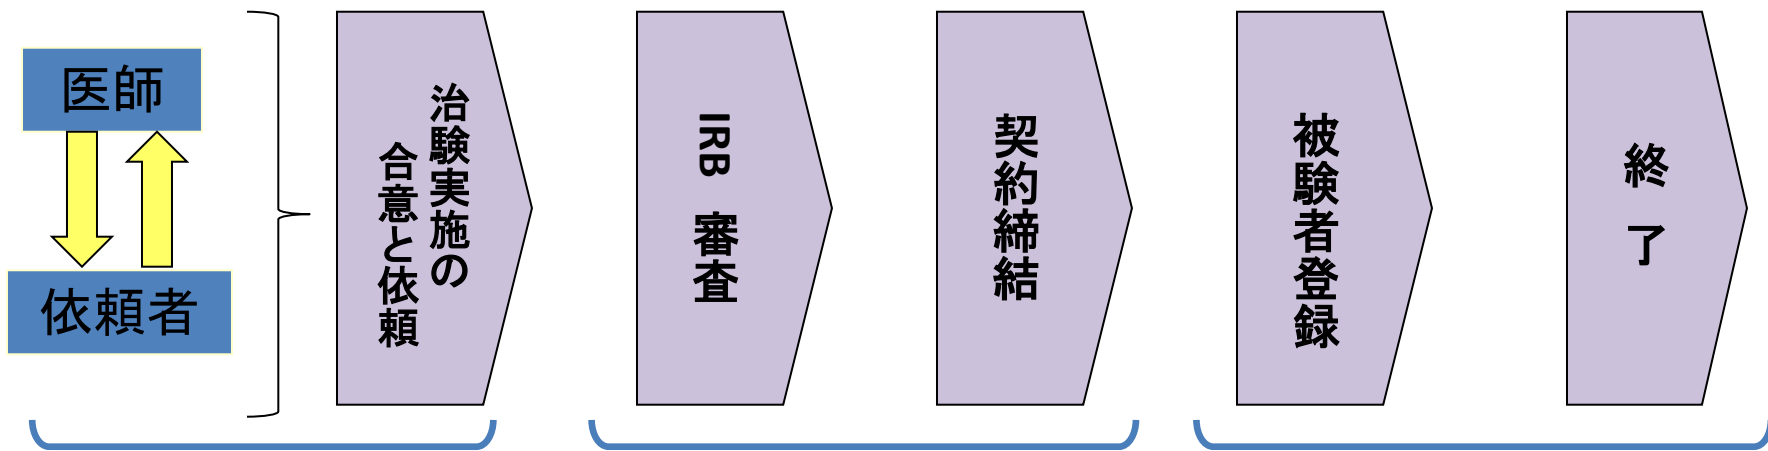 医師
依頼者
治験実施の
合意と依頼
IRB 審査
契約締結
被験者登録
終 了